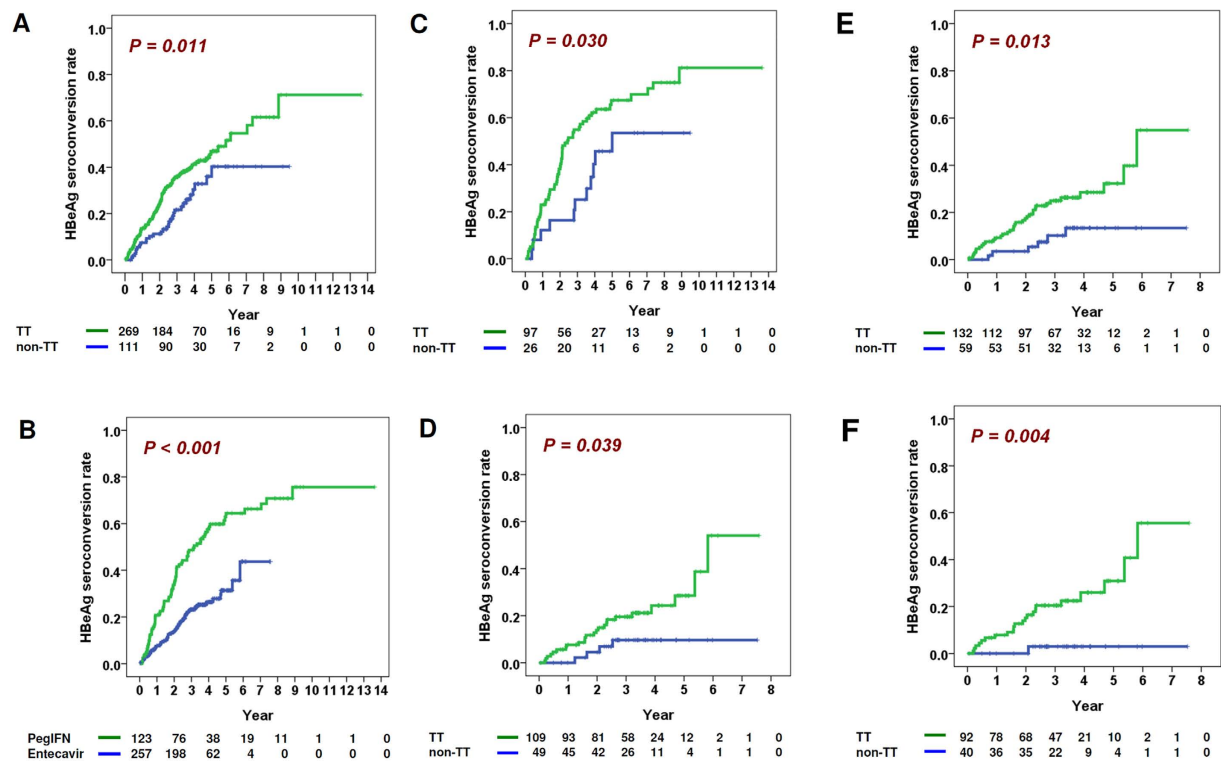 A
P = 0.011
HBeAg seroconversion rate
1.0
0.8
0.6
0.4
0.2
0.0
0 1 2 3 4 5 6 7 8 9 10 11 12 13 14
Year
TT 269 184 70 16 9 1 1 0
non-TT 111 90 30 7 2 0 0 0
C
P = 0.030
HBeAg seroconversion rate
1.0
0.8
0.6
0.4
0.2
0.0
0 1 2 3 4 5 6 7 8 9 10 11 12 13 14
Year
TT 97 56 27 13 9 1 1 0
non-TT 26 20 11 6 2 0 0 0
E
P = 0.013
HBeAg seroconversion rate
1.0
0.8
0.6
0.4
0.2
0.0
0 1 2 3 4 5 6 7 8
Year
TT 132 112 97 67 32 12 2 1 0
non-TT 59 53 51 32 13 6 1 1 0
B
P < 0.001
HBeAg seroconversion rate
1.0
0.8
0.6
0.4
0.2
0.0
0 1 2 3 4 5 6 7 8 9 10 11 12 13 14
Year
PegIFN 123 76 38 19 11 1 1 0
Entecavir 257 198 62 4 0 0 0 0
D
P = 0.039
HBeAg seroconversion rate
1.0
0.8
0.6
0.4
0.2
0.0
0 1 2 3 4 5 6 7 8
Year
TT 109 93 81 58 24 12 2 1 0
non-TT 49 45 42 26 11 4 1 1 0
F
P = 0.004
HBeAg seroconversion rate
1.0
0.8
0.6
0.4
0.2
0.0
0 1 2 3 4 5 6 7 8
Year
TT 92 78 68 47 21 10 2 1 0
non-TT 40 36 35 22 9 4 1 1 0